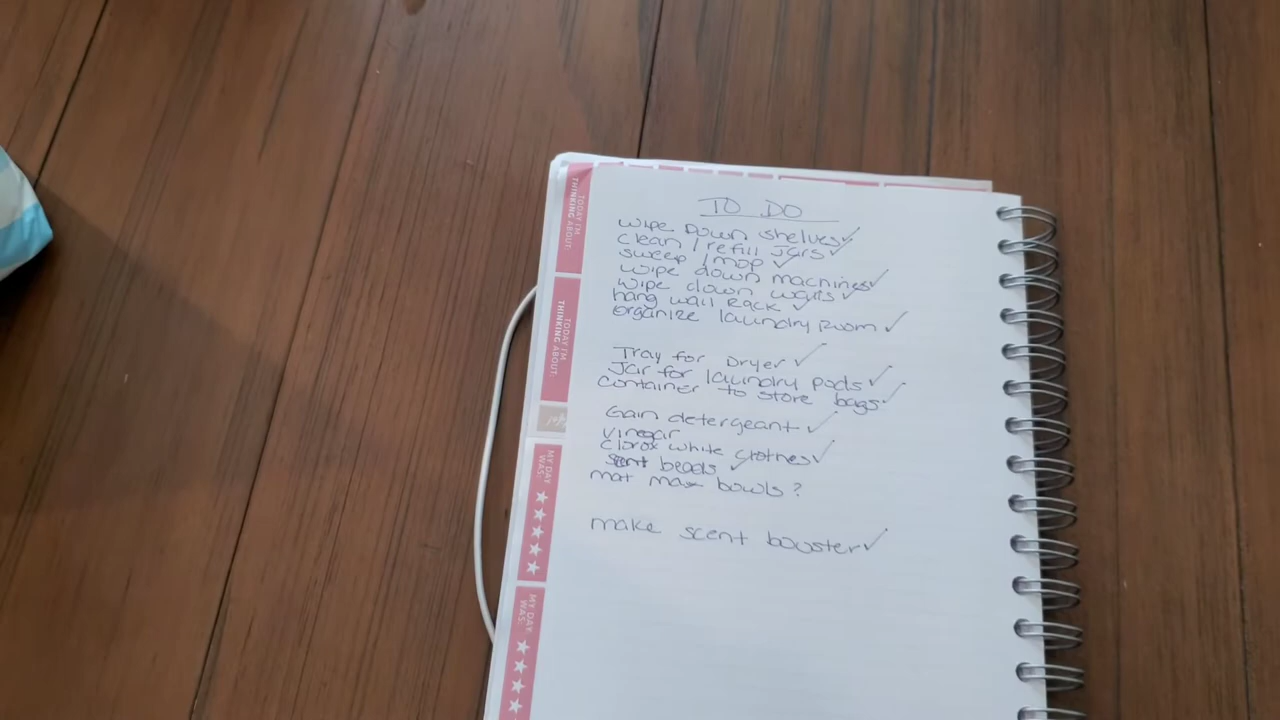 TO DO
wipe Down shelves✓
clean / refill Jars ✓
sweep / mop ✓
wipe down machines✓
wipe down walls ✓
hang wall Rack ✓
organize laundry Room ✓
Tray for Dryer ✓
Jar for laundry pods ✓
container to store bags✓
Gain detergeant ✓
vinegar
clorox white clothes✓
scent beads ✓
mat max bowls ?
make scent bowster✓
TODAY I'M
THINKING ABOUT:
TODAY I'M
THINKING ABOUT:
MY DAY
WAS:
MY DAY
WAS: